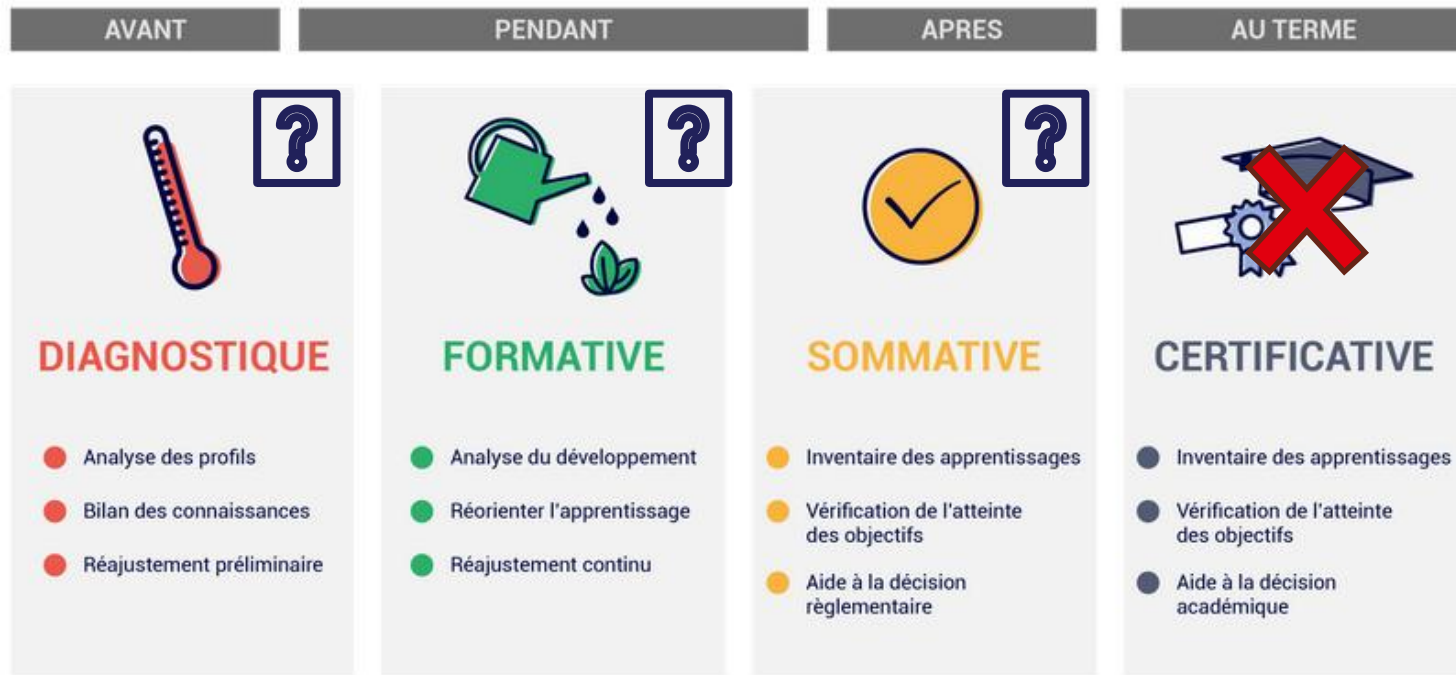 AVANT
PENDANT
APRES
AU TERME
?
?
?
DIAGNOSTIQUE
Analyse des profils
Bilan des connaissances
Réajustement préliminaire
FORMATIVE
Analyse du développement
Réorienter l'apprentissage
Réajustement continu
SOMMATIVE
Inventaire des apprentissages
Vérification de l'atteinte
des objectifs
Aide à la décision
règlementaire
CERTIFICATIVE
Inventaire des apprentissages
Vérification de l'atteinte
des objectifs
Aide à la décision
académique